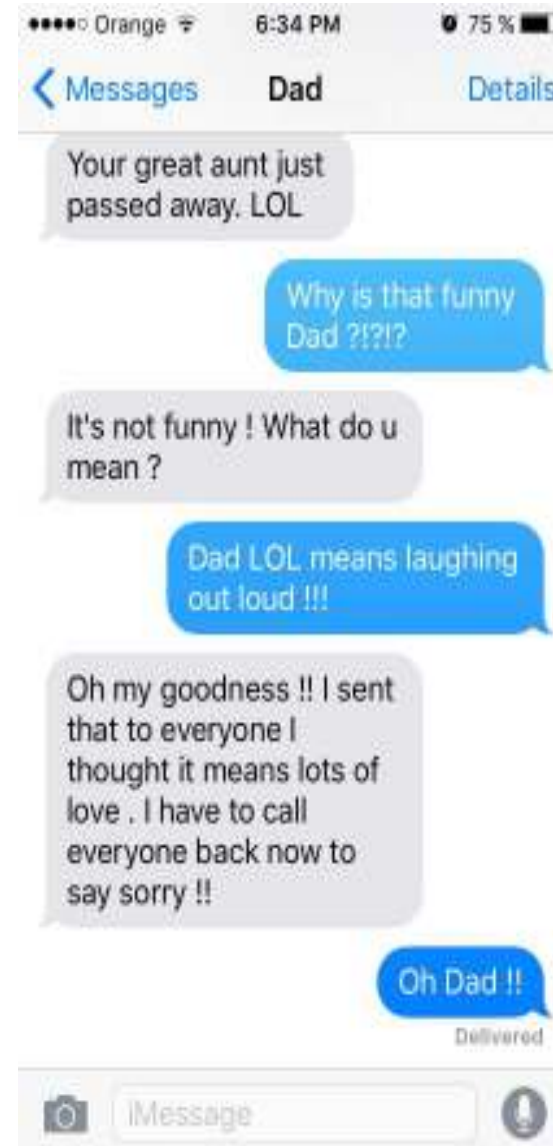 Orange 6:34 PM 75 %
Messages Dad Details
Your great aunt just
passed away. LOL
Why is that funny
Dad ?!?!?
It's not funny ! What do u
mean ?
Dad LOL means laughing
out loud !!!
Oh my goodness !! I sent
that to everyone I
thought it means lots of
love . I have to call
everyone back now to
say sorry !!
Oh Dad !!
Delivered
iMessage